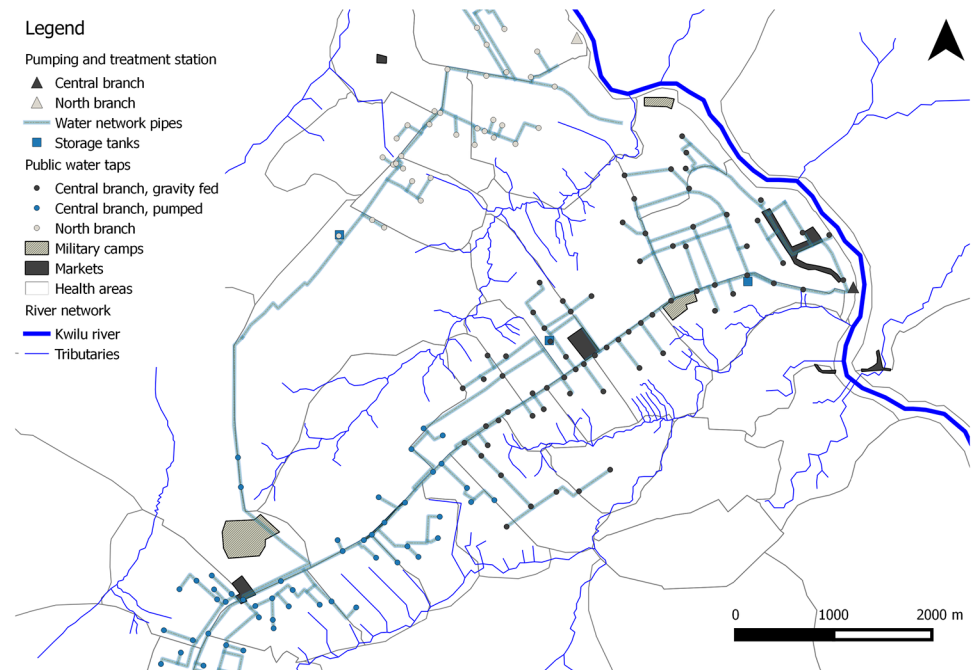 Legend
Pumping and treatment station
Central branch
North branch
Water network pipes
Storage tanks
Public water taps
Central branch, gravity fed
Central branch, pumped
North branch
Military camps
Markets
Health areas
River network
Kwilu river
Tributaries
0 1000 2000 m